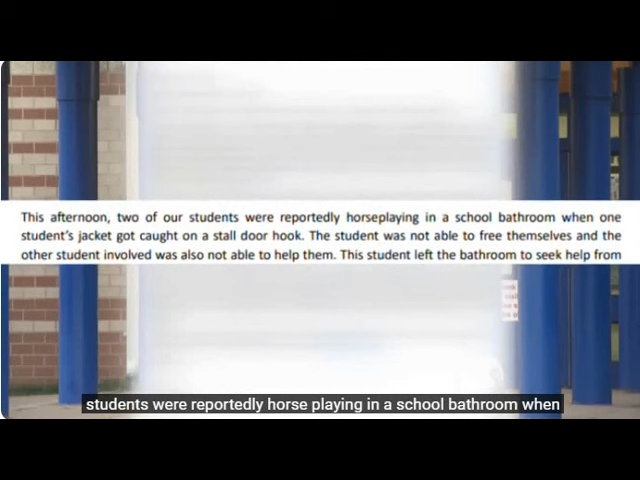 This afternoon, two of our students were reportedly horseplaying in a school bathroom when one
student's jacket got caught on a stall door hook. The student was not able to free themselves and the
other student involved was also not able to help them. This student left the bathroom to seek help from
students were reportedly horse playing in a school bathroom when